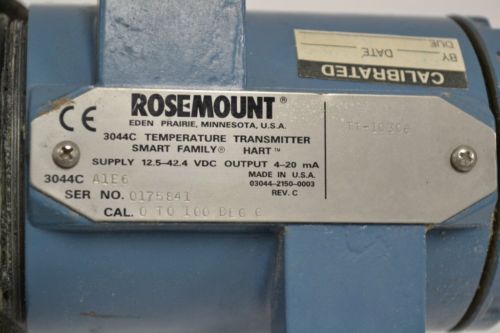 ROSEMOUNT®
EDEN PRAIRIE, MINNESOTA, U.S.A.
CE
3044C TEMPERATURE TRANSMITTER
SMART FAMILY® HART™
SUPPLY 12.5-42.4 VDC OUTPUT 4-20 mA
3044C A1E6
MADE IN U.S.A.
03044-2150-0003
REV. C
SER NO. 0175841
CAL. 0 TO 100 DEG C
CALIBRATED
BY DATE
DUE